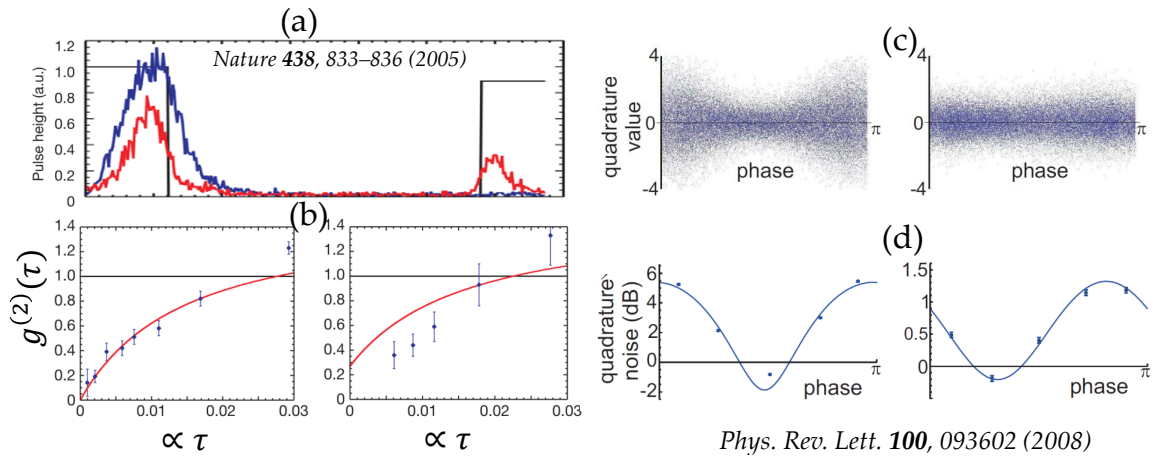 (a)
Nature 438, 833–836 (2005)
Pulse height (a.u.)
1.2
1.0
0.8
0.6
0.4
0.2
0
(b)
g(2)(τ)
1.4
1.2
1.0
0.8
0.6
0.4
0.2
0
0 0.01 0.02 0.03
∝ τ
1.4
1.2
1.0
0.8
0.6
0.4
0.2
0
0 0.01 0.02 0.03
∝ τ
(c)
quadrature
value
4
0
-4
phase
π
4
0
-4
phase
π
(d)
quadrature
noise (dB)
6
4
2
0
-2
phase
π
1.5
1
0.5
0
phase
π
Phys. Rev. Lett. 100, 093602 (2008)